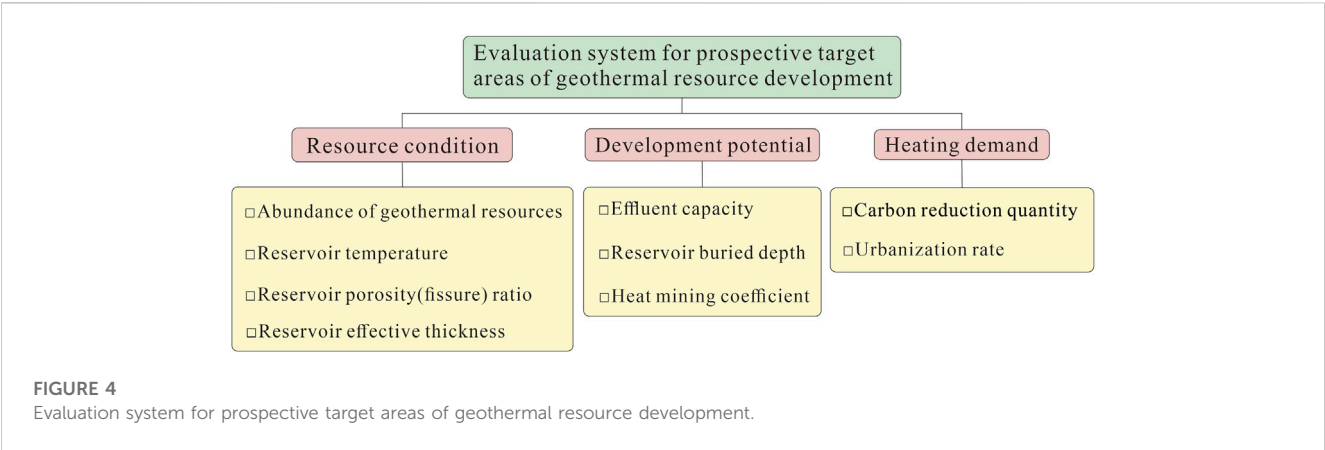 Evaluation system for prospective target
areas of geothermal resource development
Resource condition
Development potential
Heating demand
□Abundance of geothermal resources
□Reservoir temperature
□Reservoir porosity(fissure) ratio
□Reservoir effective thickness
□Effluent capacity
□Reservoir buried depth
□Heat mining coefficient
□Carbon reduction quantity
□Urbanization rate
FIGURE 4
Evaluation system for prospective target areas of geothermal resource development.